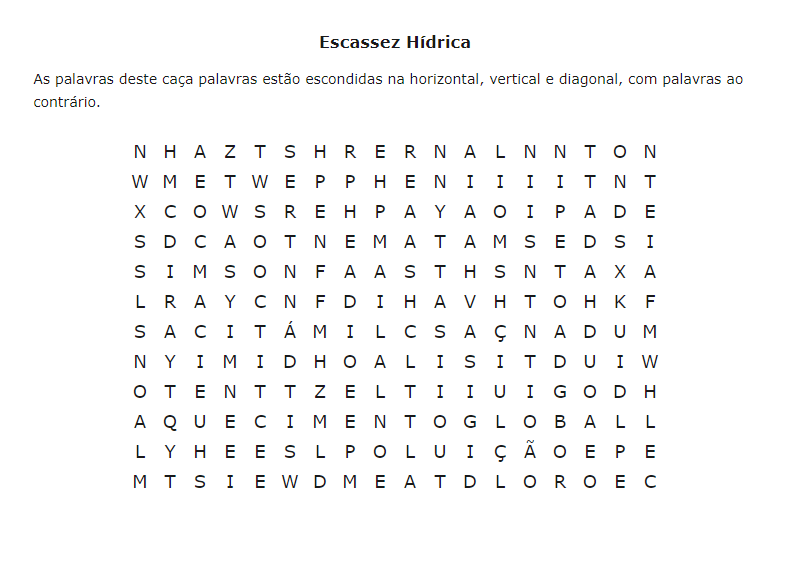 Escassez Hídrica
As palavras deste caça palavras estão escondidas na horizontal, vertical e diagonal, com palavras ao
contrário.
N H A Z T S H R E R N A L N N T O N
W M E T W E P P H E N I I I I T N T
X C O W S R E H P A Y A O I P A D E
S D C A O T N E M A T A M S E D S I
S I M S O N F A A S T H S N T A X A
L R A Y C N F D I H A V H T O H K F
S A C I T Á M I L C S A Ç N A D U M
N Y I M I D H O A L I S I T D U I W
O T E N T T Z E L T I I U I G O D H
A Q U E C I M E N T O G L O B A L L
L Y H E E S L P O L U I Ç Ã O E P E
M T S I E W D M E A T D L O R O E C